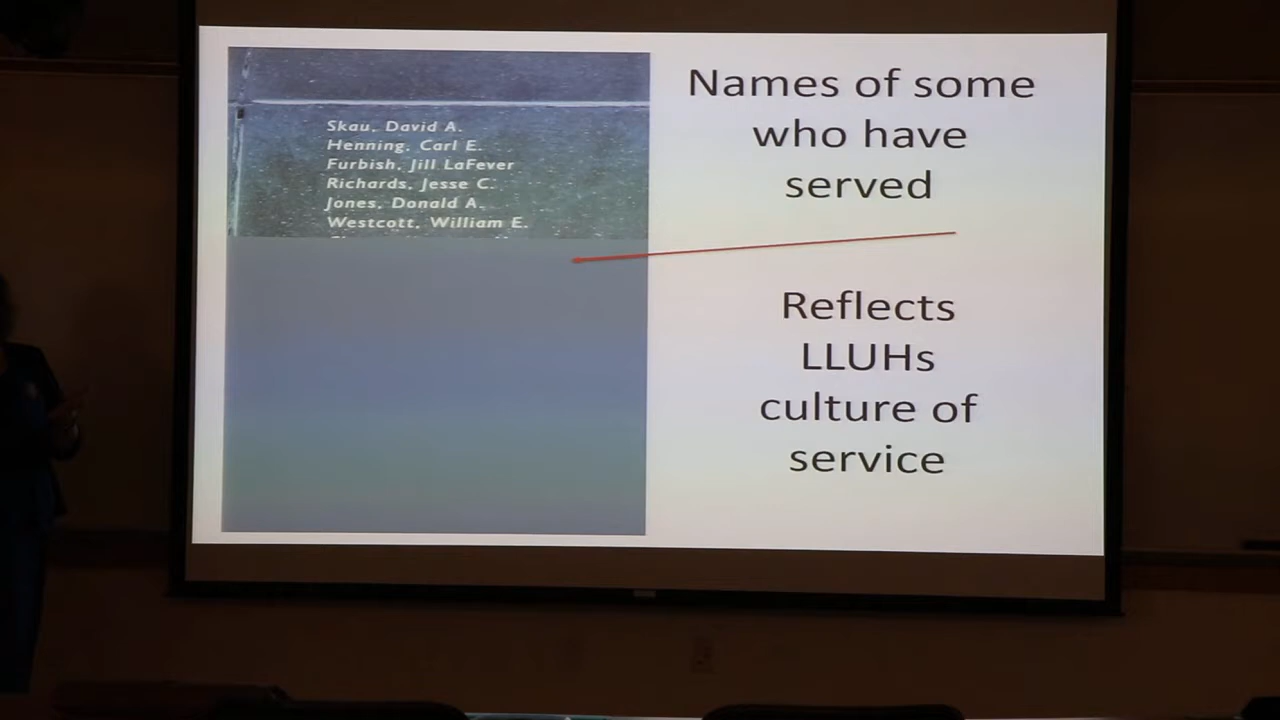 Skau, David A.
Henning, Carl E.
Furbish, Jill LaFever
Richards, Jesse C.
Jones, Donald A.
Westcott, William E.
Names of some
who have
served
Reflects
LLUHs
culture of
service